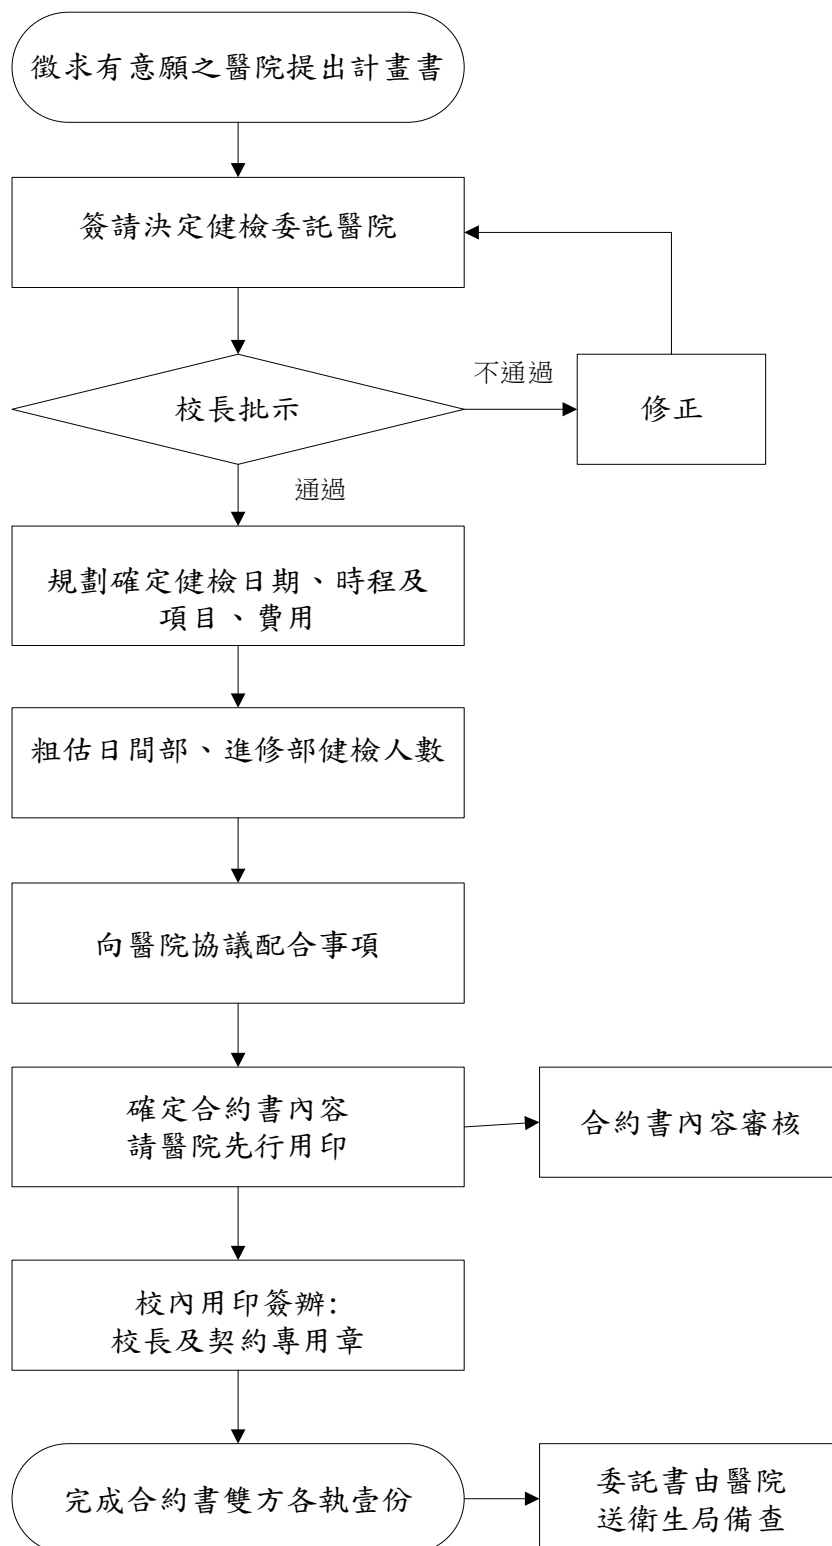 徵求有意願之醫院提出計畫書
簽請決定健檢委託醫院
不通過
校長批示
修正
通過
規劃確定健檢日期、時程及
項目、費用
粗估日間部、進修部健檢人數
向醫院協議配合事項
確定合約書內容
請醫院先行用印
合約書內容審核
校內用印簽辦:
校長及契約專用章
完成合約書雙方各執壹份
委託書由醫院
送衛生局備查